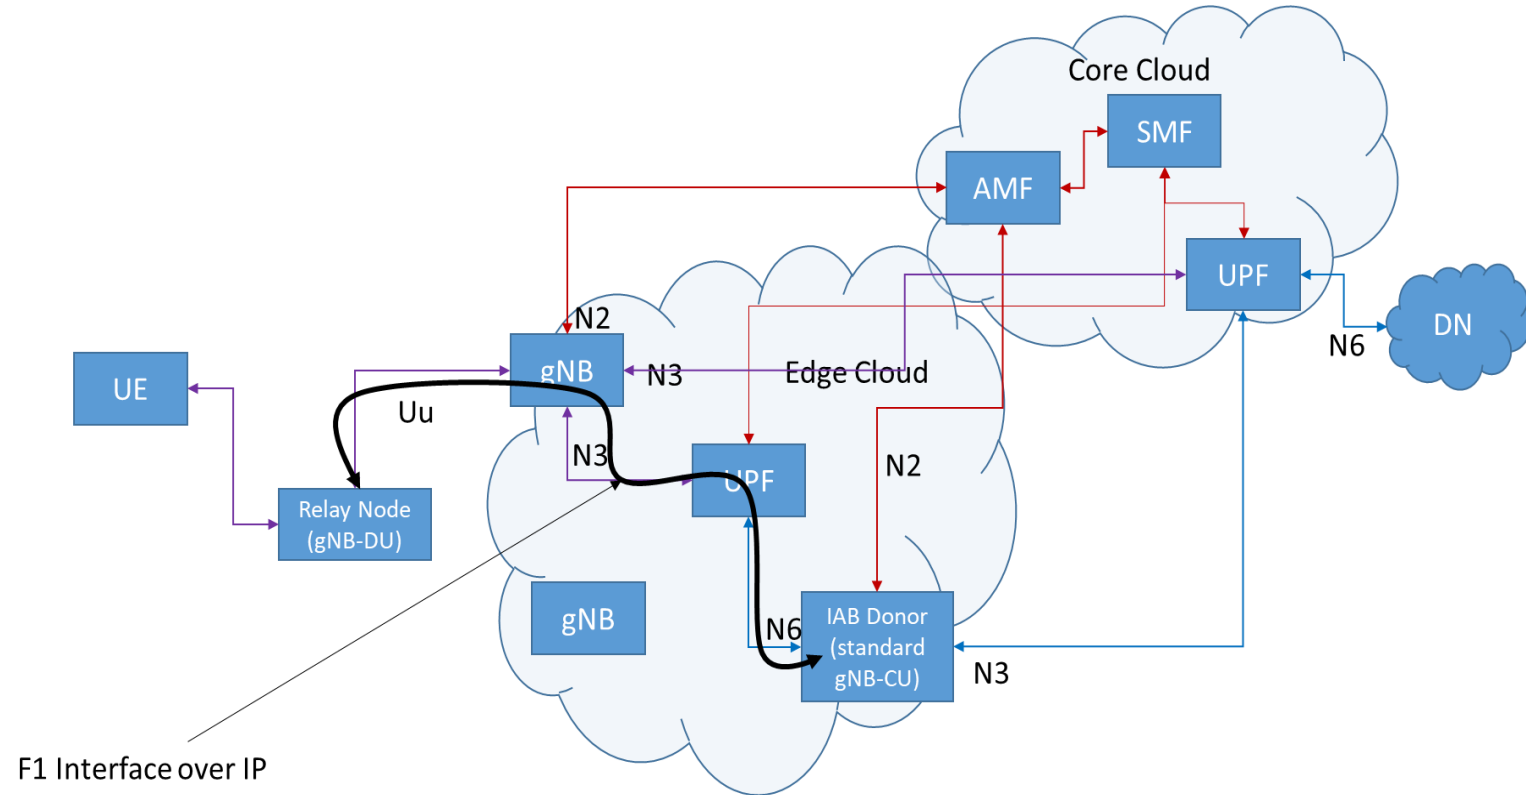 Core Cloud
SMF
AMF
UPF
DN
N6
N2
gNB
N3
Edge Cloud
UE
Uu
N3
UPF
N2
Relay Node
(gNB-DU)
gNB
N6
IAB Donor
(standard
gNB-CU)
N3
F1 Interface over IP